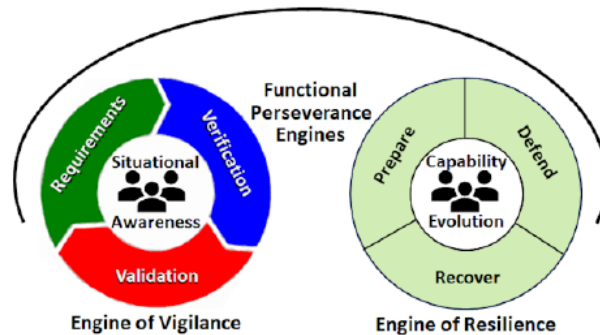 Functional
Perseverance
Engines
Requirements
Verification
Validation
Situational
Awareness
Engine of Vigilance
Prepare
Defend
Recover
Capability
Evolution
Engine of Resilience